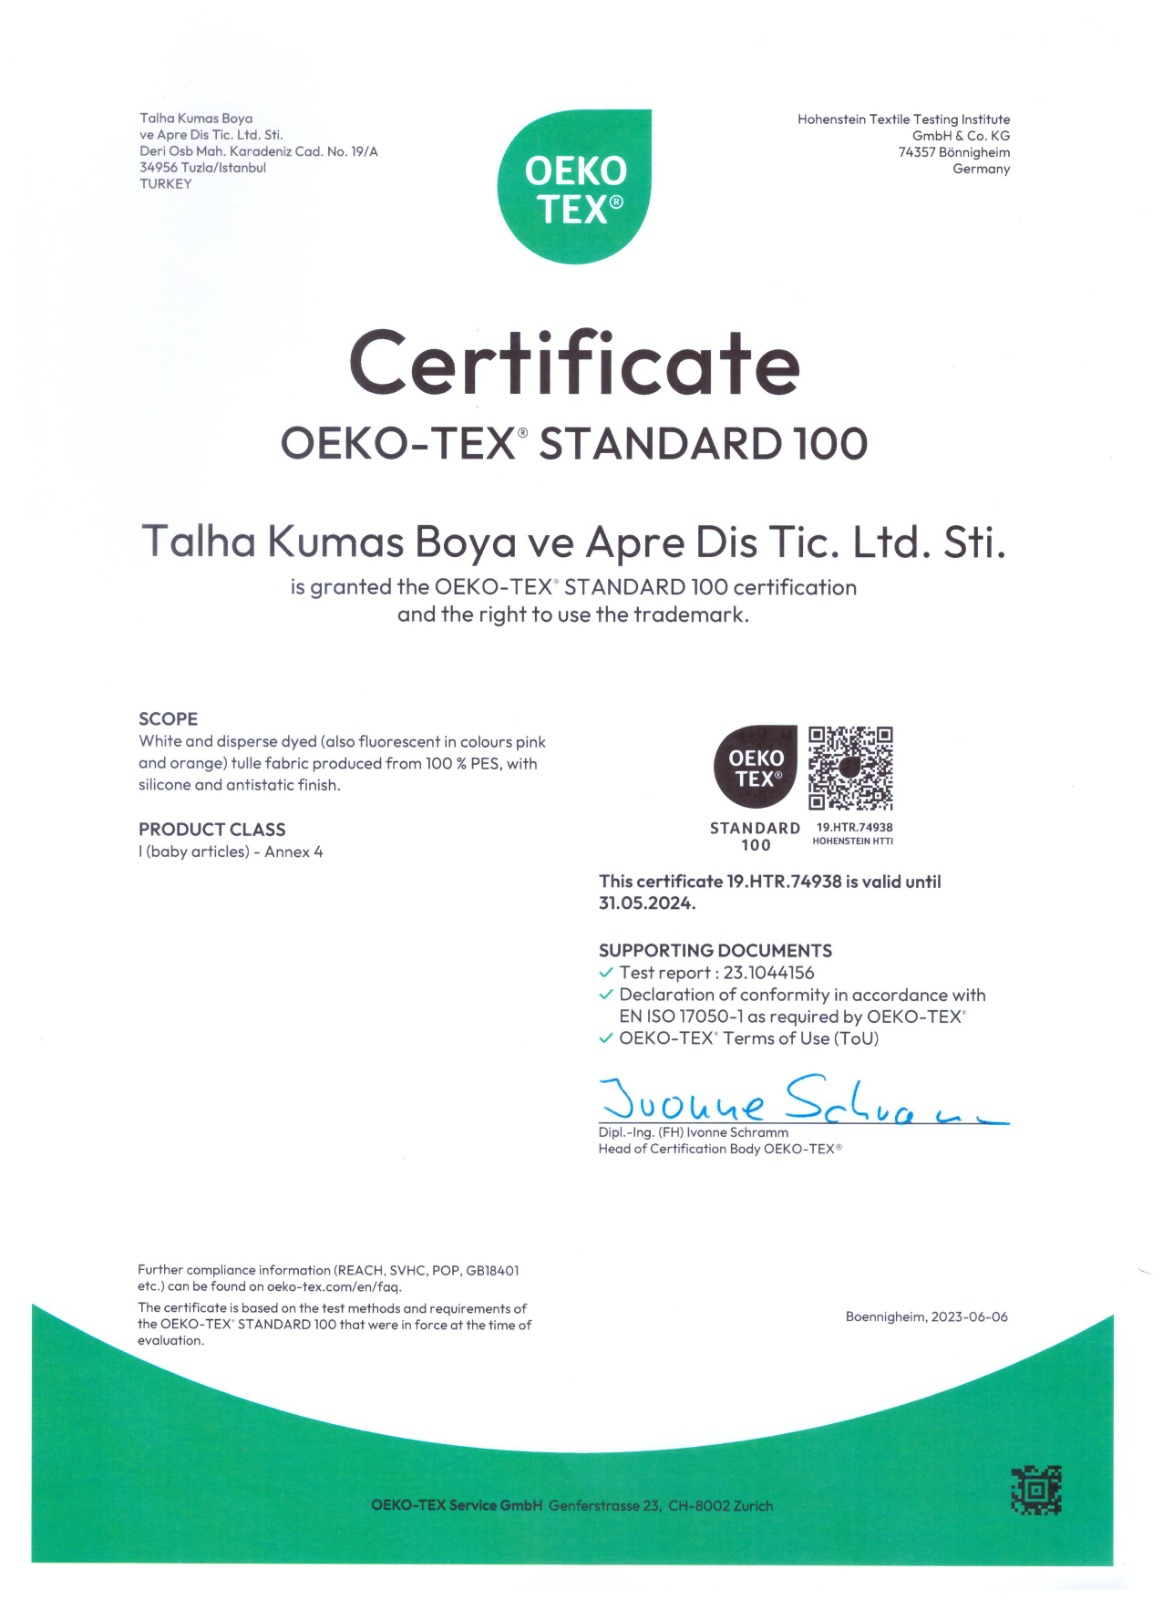 Talha Kumas Boya
ve Apre Dis Tic. Ltd. Sti.
Deri Osb Mah. Karadeniz Cad. No. 19/A
34956 Tuzla/Istanbul
TURKEY
OEKO
TEX®
Hohenstein Textile Testing Institute
GmbH & Co. KG
74357 Bönnigheim
Germany
Certificate
OEKO-TEX® STANDARD 100
Talha Kumas Boya ve Apre Dis Tic. Ltd. Sti.
is granted the OEKO-TEX® STANDARD 100 certification
and the right to use the trademark.
SCOPE
White and disperse dyed (also fluorescent in colours pink
and orange) tulle fabric produced from 100 % PES, with
silicone and antistatic finish.
PRODUCT CLASS
I (baby articles) - Annex 4
OEKO
TEX®
STANDARD
100
19.HTR.74938
HOHENSTEIN HTTI
This certificate 19.HTR.74938 is valid until
31.05.2024.
SUPPORTING DOCUMENTS
✓ Test report : 23.1044156
✓ Declaration of conformity in accordance with
EN ISO 17050-1 as required by OEKO-TEX®
✓ OEKO-TEX® Terms of Use (ToU)
Ivonne Schramm
Dipl.-Ing. (FH) Ivonne Schramm
Head of Certification Body OEKO-TEX®
Further compliance information (REACH, SVHC, POP, GB18401
etc.) can be found on oeko-tex.com/en/faq.
The certificate is based on the test methods and requirements of
the OEKO-TEX® STANDARD 100 that were in force at the time of
evaluation.
Boennigheim, 2023-06-06
OEKO-TEX Service GmbH Genferstrasse 23, CH-8002 Zurich